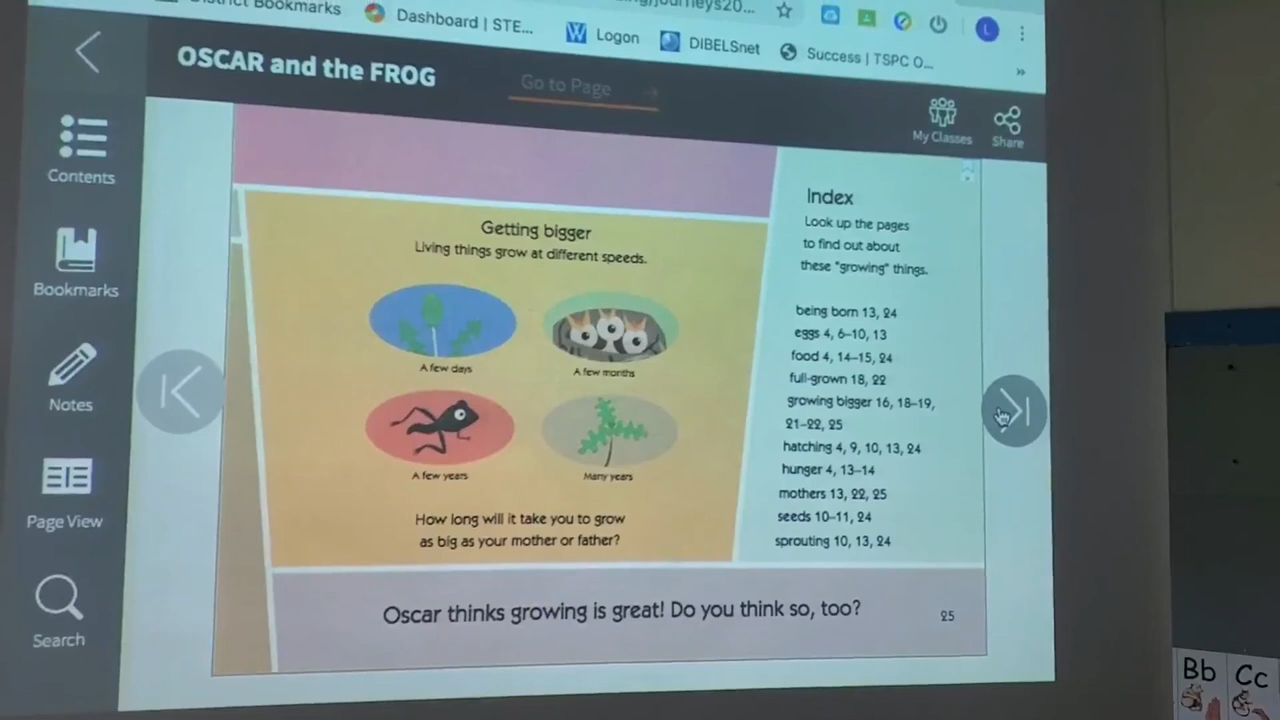 Bookmarks
Dashboard | STE...
Logon
DIBELSnet
Success | TSPC O...
»
OSCAR and the FROG
Go to Page
My Classes
Share
Contents
Bookmarks
Notes
Page View
Search
Getting bigger
Living things grow at different speeds.
A few days
A few months
A few years
Many years
How long will it take you to grow
as big as your mother or father?
Index
Look up the pages
to find out about
these "growing" things.
being born 13, 24
eggs 4, 6–10, 13
food 4, 14–15, 24
full-grown 18, 22
growing bigger 16, 18–19,
21–22, 25
hatching 4, 9, 10, 13, 24
hunger 4, 13–14
mothers 13, 22, 25
seeds 10–11, 24
sprouting 10, 13, 24
Oscar thinks growing is great! Do you think so, too?
25
Bb
Cc